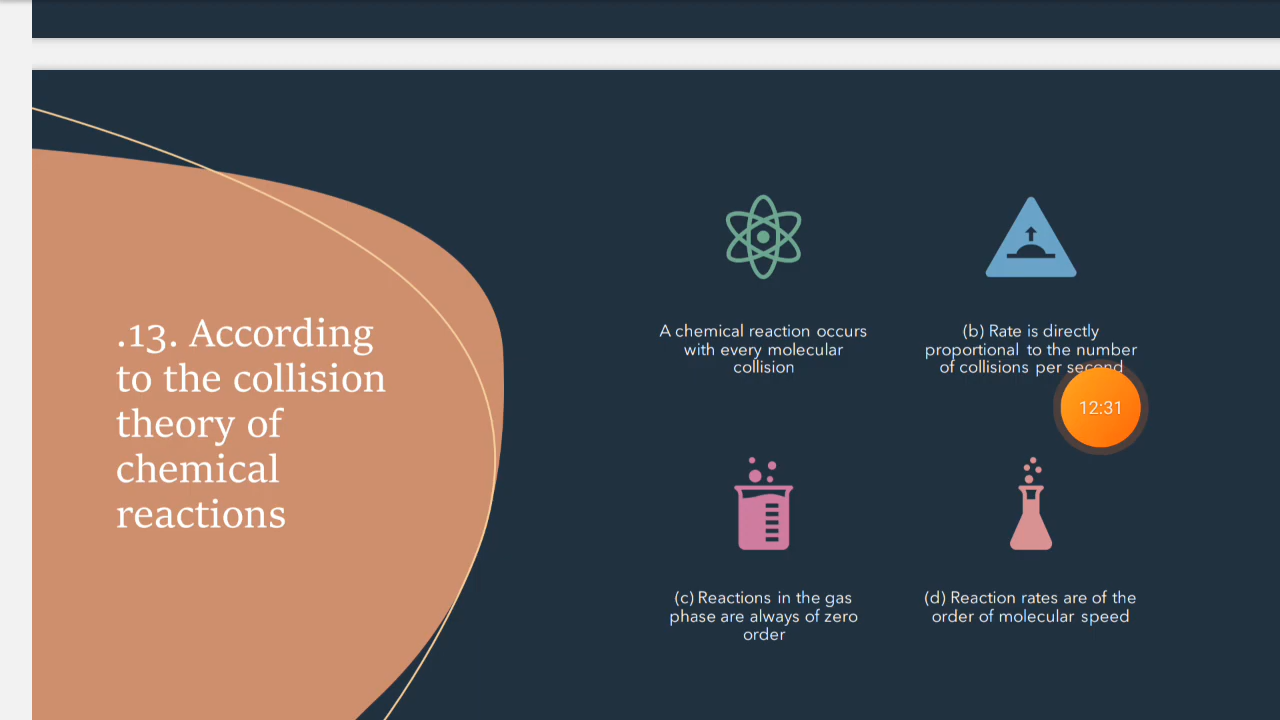 .13. According
to the collision
theory of
chemical
reactions
A chemical reaction occurs
with every molecular
collision
(b) Rate is directly
proportional to the number
of collisions per second
12:31
(c) Reactions in the gas
phase are always of zero
order
(d) Reaction rates are of the
order of molecular speed